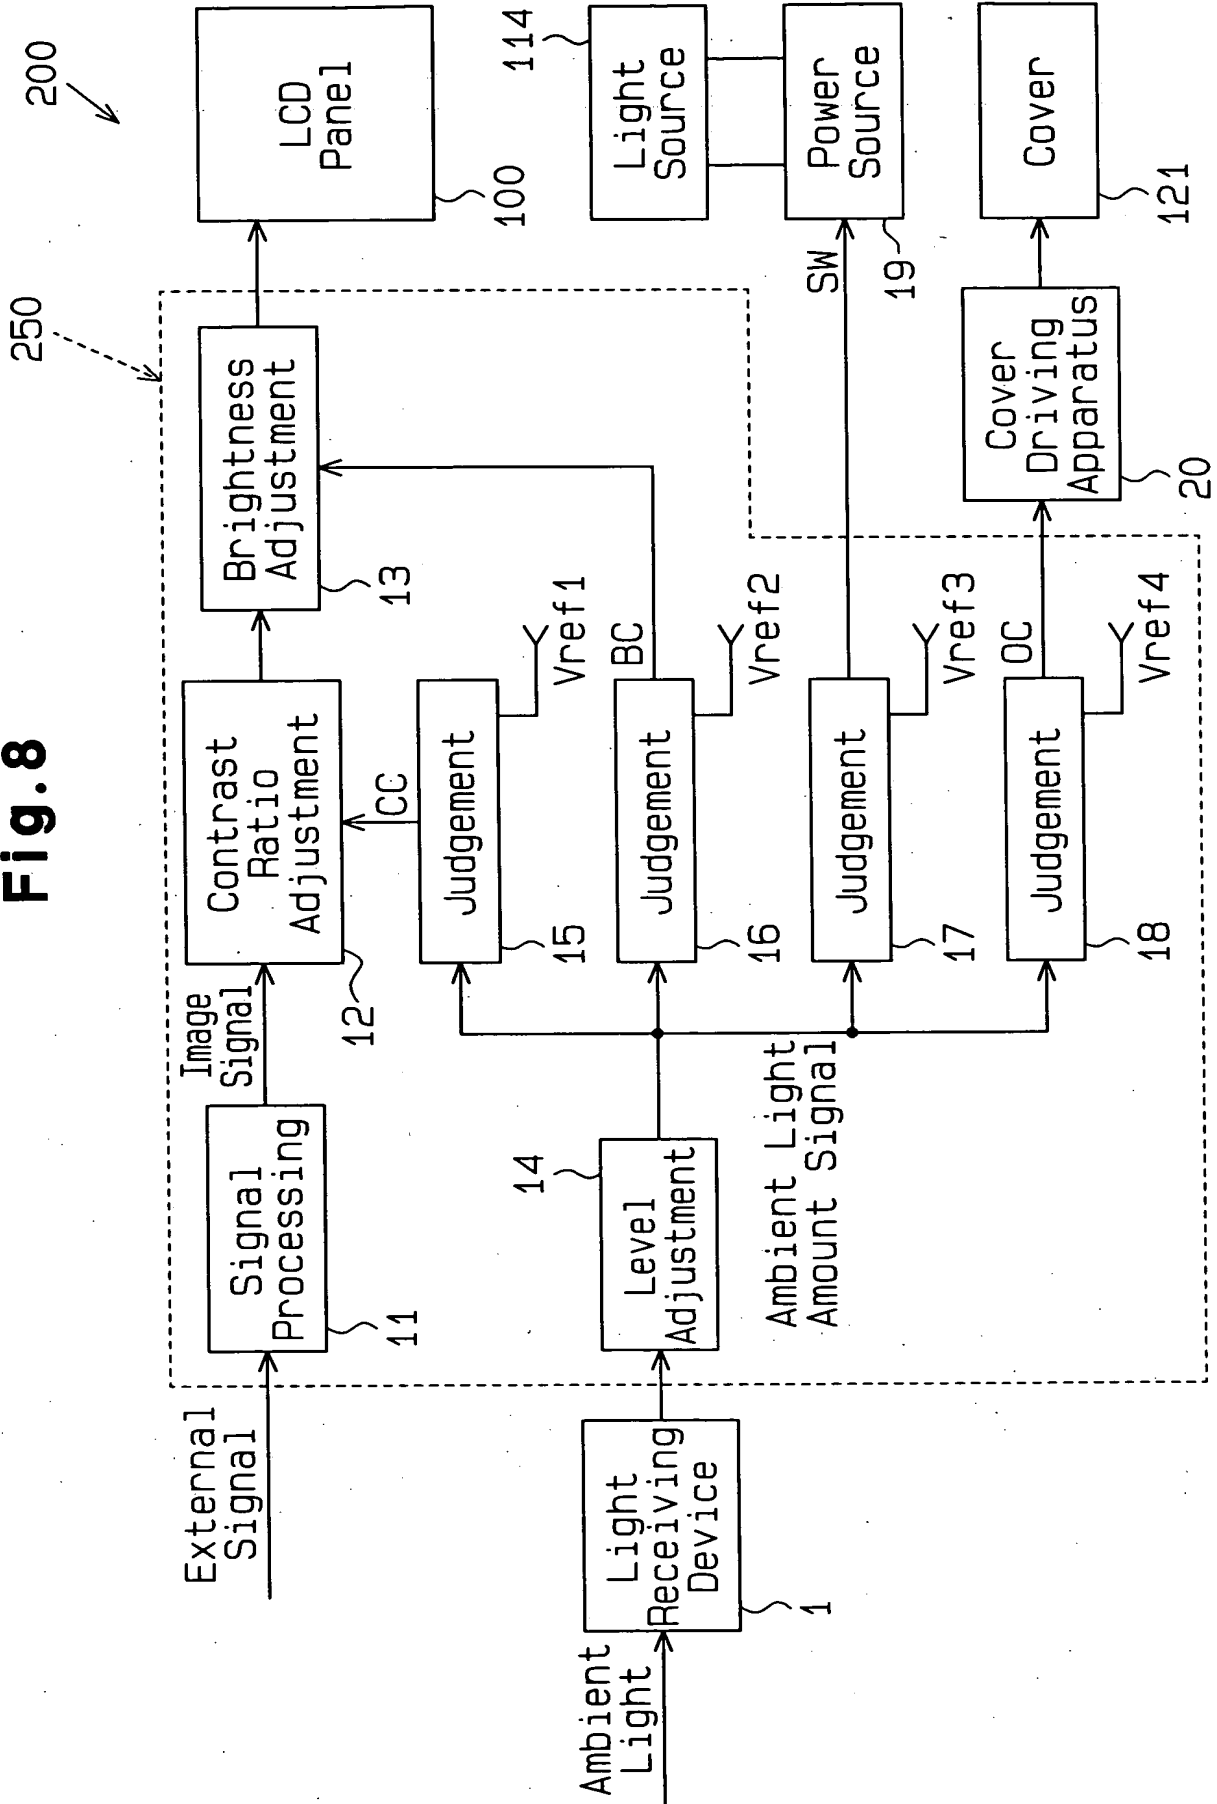 Fig.8
200
250
External
Signal
Signal
Processing
11
Image
Signal
Contrast
Ratio
Adjustment
12
Brightness
Adjustment
13
LCD
Panel
100
CC
Judgement
15
Vref1
Ambient
Light
Light
Receiving
Device
1
Level
Adjustment
14
Ambient Light
Amount Signal
Judgement
16
BC
Vref2
Light
Source
114
Judgement
17
Vref3
SW
Power
Source
19
Judgement
18
OC
Vref4
Cover
Driving
Apparatus
20
Cover
121